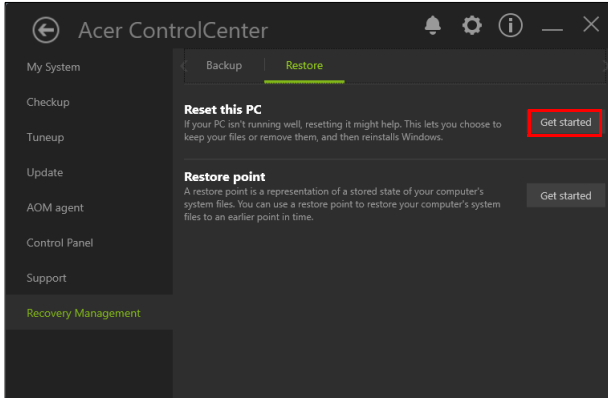 Acer ControlCenter
My System
Checkup
Tuneup
Update
AOM agent
Control Panel
Support
Recovery Management
Backup
Restore
Reset this PC
If your PC isn't running well, resetting it might help. This lets you choose to
keep your files or remove them, and then reinstalls Windows.
Get started
Restore point
A restore point is a representation of a stored state of your computer's
system files. You can use a restore point to restore your computer's system
files to an earlier point in time.
Get started